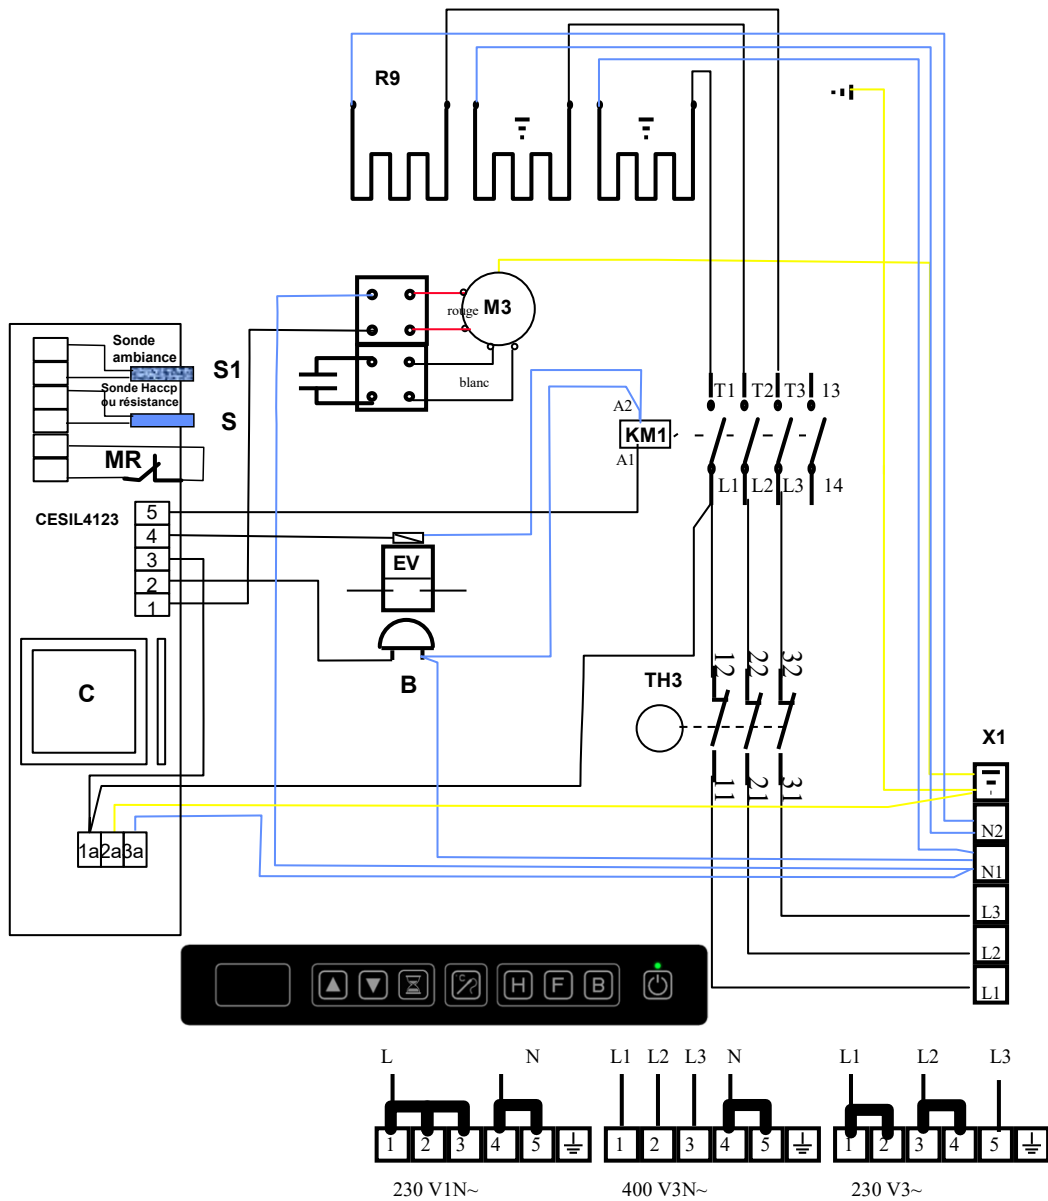 R9
rouge
M3
Sonde
ambiance
S1
blanc
Sonde Haccp
ou résistance
S
T1 T2 T3 13
A2
KM1
A1
MR
L1 L2 L3 14
CESIL4123
5
4
3
2
1
EV
B
C
12 22 32
TH3
X1
11 21 31
N2
1a 2a 3a
N1
L3
L2
L1
C
H F B
L N L1 L2 L3 N L1 L2 L3
1 2 3 4 5 1 2 3 4 5 1 2 3 4 5
230 V1N~ 400 V3N~ 230 V3~